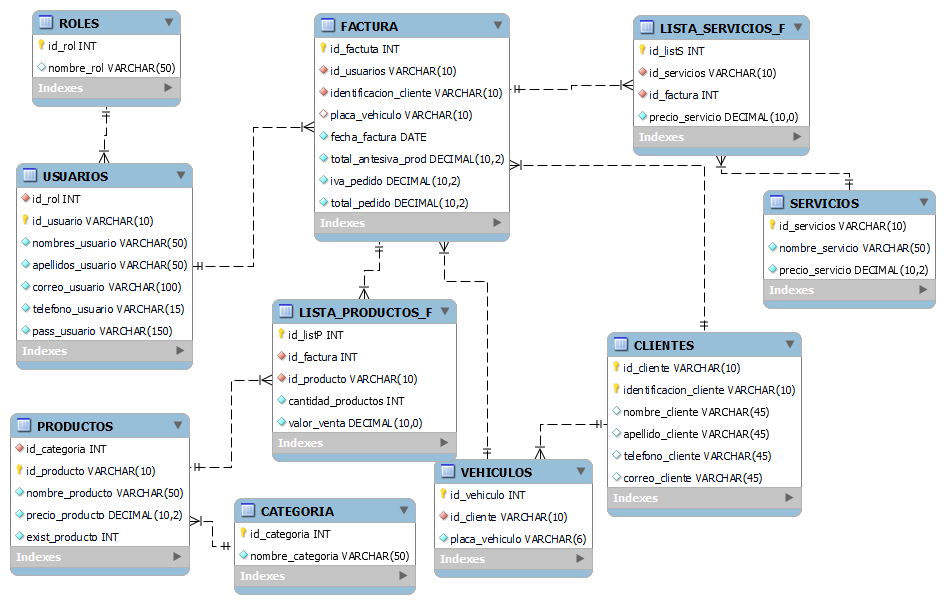 ROLES
id_rol INT
nombre_rol VARCHAR(50)
Indexes
FACTURA
id_factuta INT
id_usuarios VARCHAR(10)
identificacion_cliente VARCHAR(10)
placa_vehiculo VARCHAR(10)
fecha_factura DATE
total_antesiva_prod DECIMAL(10,2)
iva_pedido DECIMAL(10,2)
total_pedido DECIMAL(10,2)
Indexes
LISTA_SERVICIOS_F
id_listS INT
id_servicios VARCHAR(10)
id_factura INT
precio_servicio DECIMAL(10,0)
Indexes
USUARIOS
id_rol INT
id_usuario VARCHAR(10)
nombres_usuario VARCHAR(50)
apellidos_usuario VARCHAR(50)
correo_usuario VARCHAR(100)
telefono_usuario VARCHAR(15)
pass_usuario VARCHAR(150)
Indexes
SERVICIOS
id_servicios VARCHAR(10)
nombre_servicio VARCHAR(50)
precio_servicio DECIMAL(10,2)
Indexes
LISTA_PRODUCTOS_F
id_listP INT
id_factura INT
id_producto VARCHAR(10)
cantidad_productos INT
valor_venta DECIMAL(10,0)
Indexes
CLIENTES
id_cliente VARCHAR(10)
identificacion_cliente VARCHAR(10)
nombre_cliente VARCHAR(45)
apellido_cliente VARCHAR(45)
telefono_cliente VARCHAR(45)
correo_cliente VARCHAR(45)
Indexes
PRODUCTOS
id_categoria INT
id_producto VARCHAR(10)
nombre_producto VARCHAR(50)
precio_producto DECIMAL(10,2)
exist_producto INT
Indexes
CATEGORIA
id_categoria INT
nombre_categoria VARCHAR(50)
Indexes
VEHICULOS
id_vehiculo INT
id_cliente VARCHAR(10)
placa_vehiculo VARCHAR(6)
Indexes